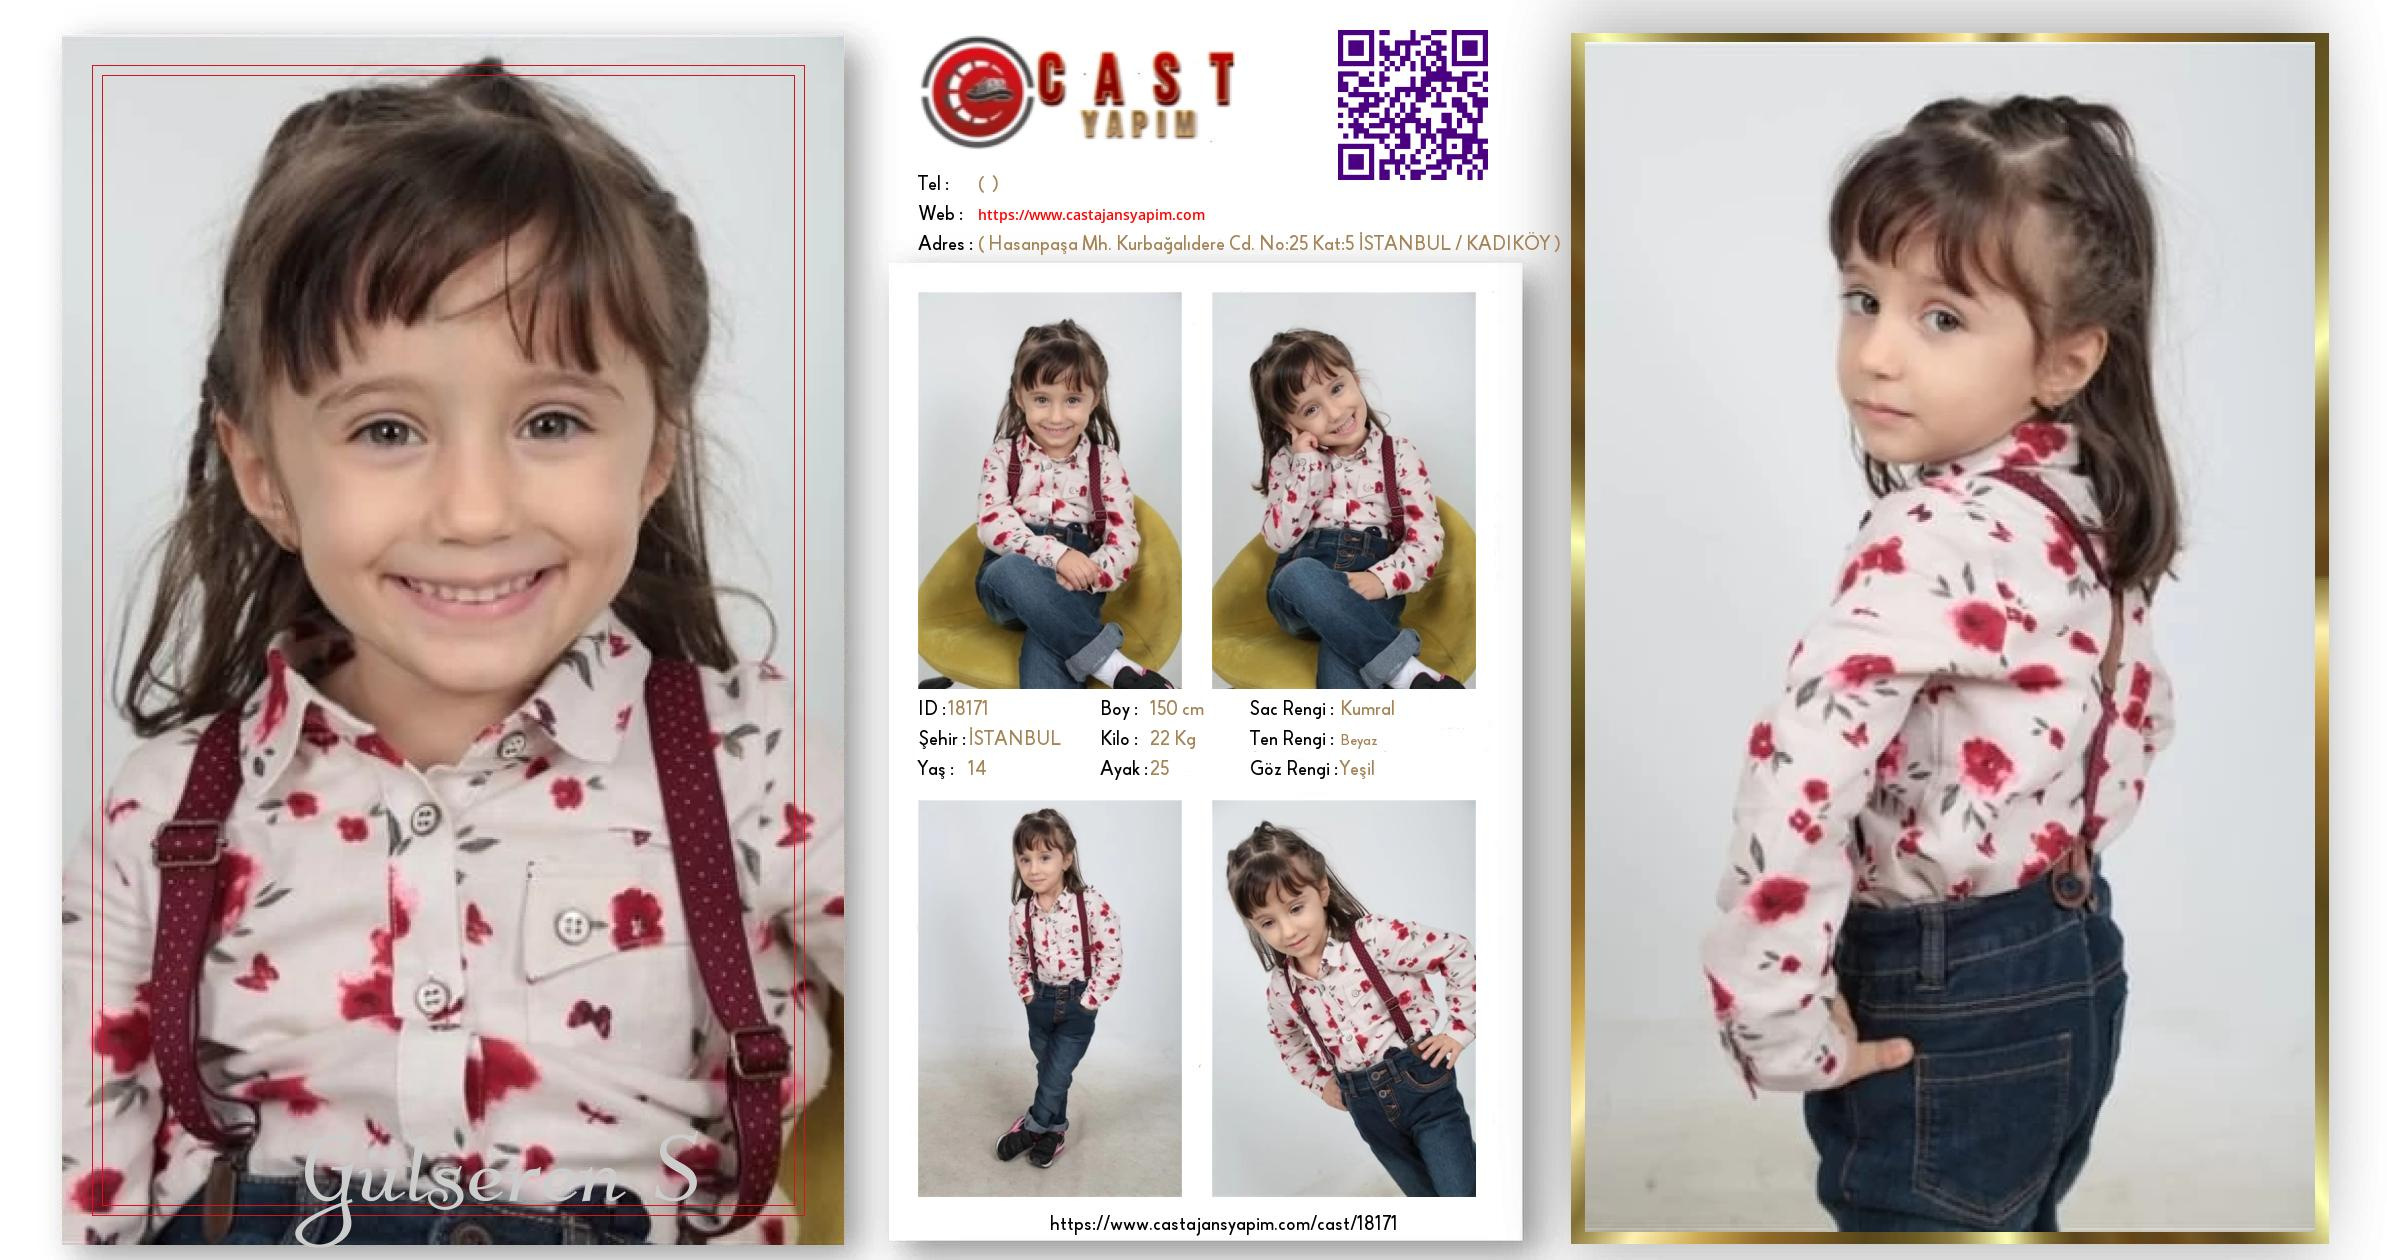 CAST
YAPIM
Tel : ( )
Web : https://www.castajansyapim.com
Adres : ( Hasanpaşa Mh. Kurbağalıdere Cd. No:25 Kat:5 İSTANBUL / KADIKÖY )
ID : 18171 Boy : 150 cm Sac Rengi : Kumral
Şehir : İSTANBUL Kilo : 22 Kg Ten Rengi : Beyaz
Yaş : 14 Ayak : 25 Göz Rengi : Yeşil
Gülseren S
https://www.castajansyapim.com/cast/18171